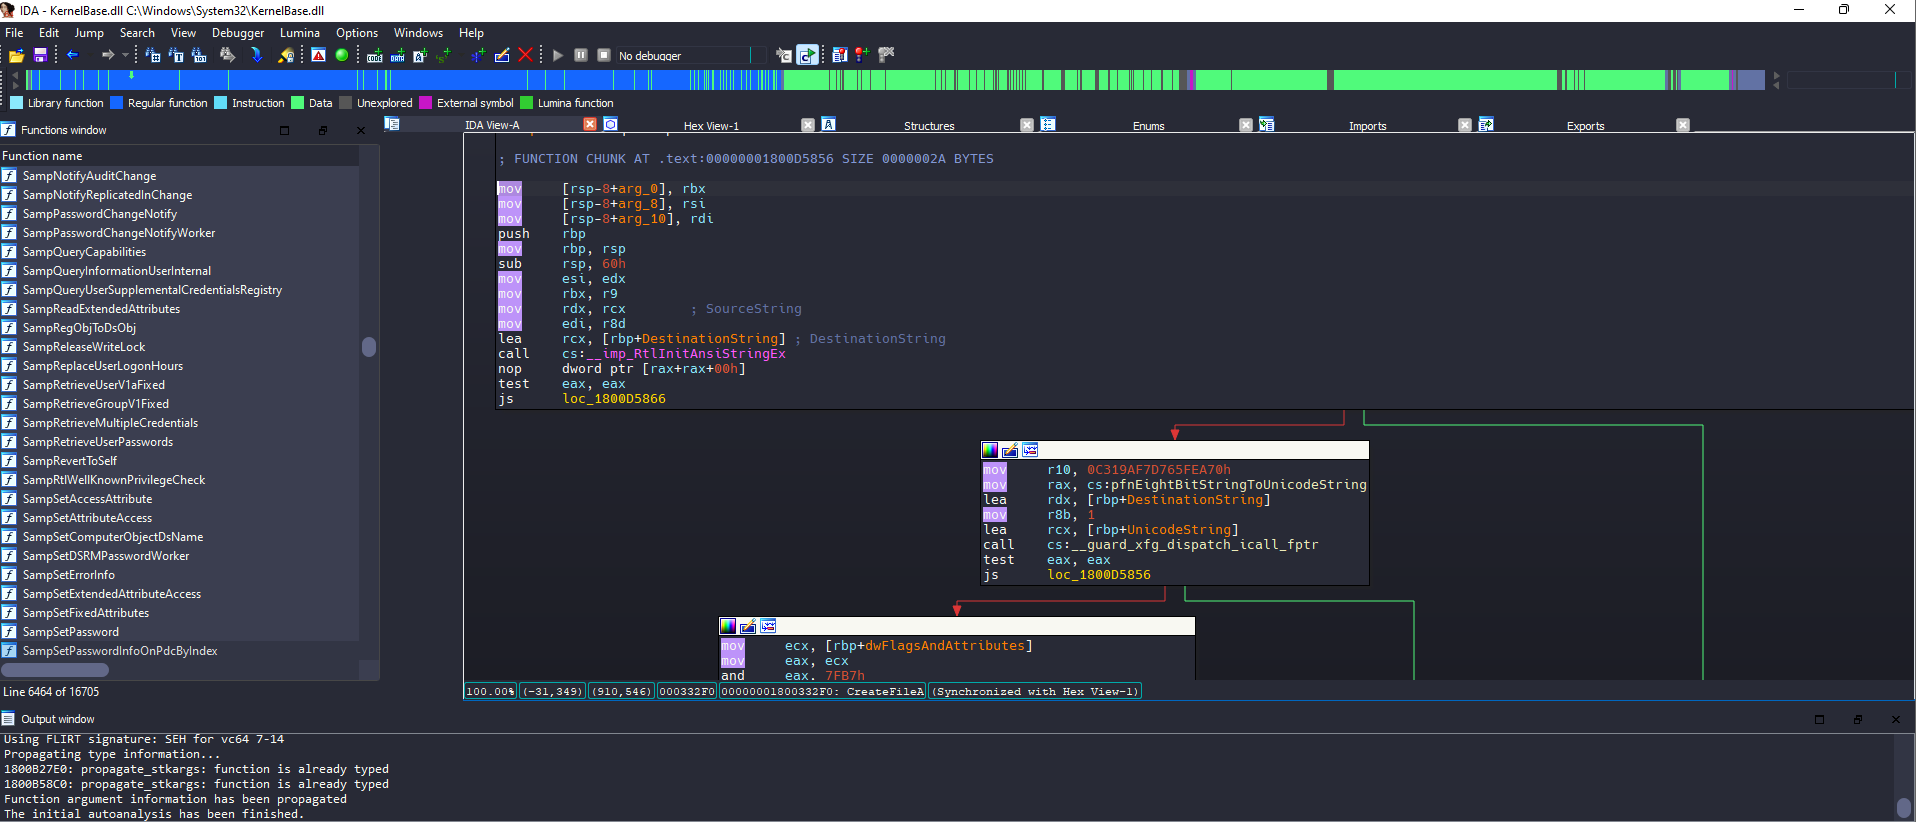 IDA - KernelBase.dll C:\Windows\System32\KernelBase.dll
File Edit Jump Search View Debugger Lumina Options Windows Help
No debugger
Library function Regular function Instruction Data Unexplored External symbol Lumina function
Functions window
Function name
SampNotifyAuditChange
SampNotifyReplicatedInChange
SampPasswordChangeNotify
SampPasswordChangeNotifyWorker
SampQueryCapabilities
SampQueryInformationUserInternal
SampQueryUserSupplementalCredentialsRegistry
SampReadExtendedAttributes
SampRegObjToDsObj
SampReleaseWriteLock
SampReplaceUserLogonHours
SampRetrieveUserV1aFixed
SampRetrieveGroupV1Fixed
SampRetrieveMultipleCredentials
SampRetrieveUserPasswords
SampRevertToSelf
SampRtlWellKnownPrivilegeCheck
SampSetAccessAttribute
SampSetAttributeAccess
SampSetComputerObjectDsName
SampSetDSRMPasswordWorker
SampSetErrorInfo
SampSetExtendedAttributeAccess
SampSetFixedAttributes
SampSetPassword
SampSetPasswordInfoOnPdcByIndex
Line 6464 of 16705
IDA View-A Hex View-1 Structures Enums Imports Exports
; FUNCTION CHUNK AT .text:00000001800D5856 SIZE 0000002A BYTES
mov [rsp-8+arg_0], rbx
mov [rsp-8+arg_8], rsi
mov [rsp-8+arg_10], rdi
push rbp
mov rbp, rsp
sub rsp, 60h
mov esi, edx
mov rbx, r9
mov rdx, rcx ; SourceString
mov edi, r8d
lea rcx, [rbp+DestinationString] ; DestinationString
call cs:__imp_RtlInitAnsiStringEx
nop dword ptr [rax+rax+00h]
test eax, eax
js loc_1800D5866
mov r10, 0C319AF7D765FEA70h
mov rax, cs:pfnEightBitStringToUnicodeString
lea rdx, [rbp+DestinationString]
mov r8b, 1
lea rcx, [rbp+UnicodeString]
call cs:__guard_xfg_dispatch_icall_fptr
test eax, eax
js loc_1800D5856
mov ecx, [rbp+dwFlagsAndAttributes]
mov eax, ecx
and eax, 7FB7h
100.00% (-31,349) (910,546) 000332F0 00000001800332F0: CreateFileA (Synchronized with Hex View-1)
Output window
Using FLIRT signature: SEH for vc64 7-14
Propagating type information...
1800B27E0: propagate_stkargs: function is already typed
1800B58C0: propagate_stkargs: function is already typed
Function argument information has been propagated
The initial autoanalysis has been finished.